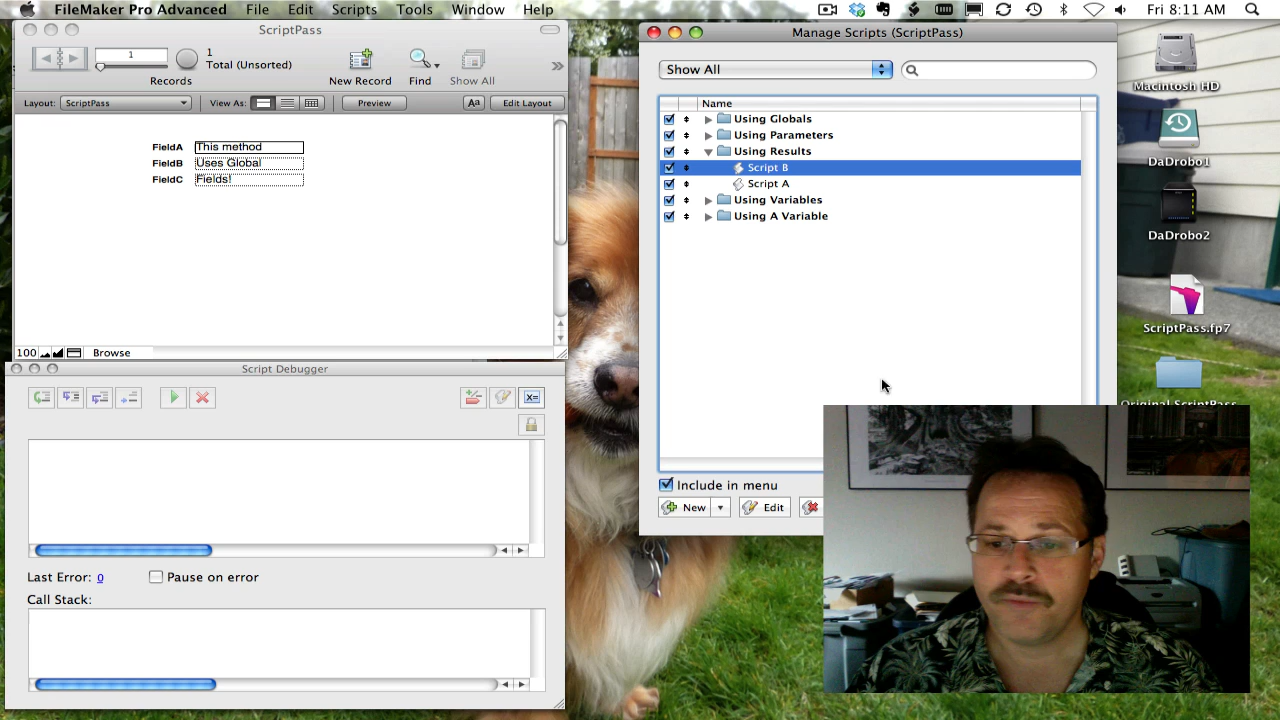 FileMaker Pro Advanced File Edit Scripts Tools Window Help Fri 8:11 AM
ScriptPass
1
1
Total (Unsorted)
Records
New Record
Find
Show All
Layout: ScriptPass
View As:
Preview
Aa
Edit Layout
FieldA This method
FieldB Uses Global
FieldC Fields!
100
Browse
Script Debugger
Last Error: 0
Pause on error
Call Stack:
Manage Scripts (ScriptPass)
Show All
Name
Using Globals
Using Parameters
Using Results
Script B
Script A
Using Variables
Using A Variable
Include in menu
New
Edit
Macintosh HD
DaDrobo1
DaDrobo2
ScriptPass.fp7
Original ScriptPass